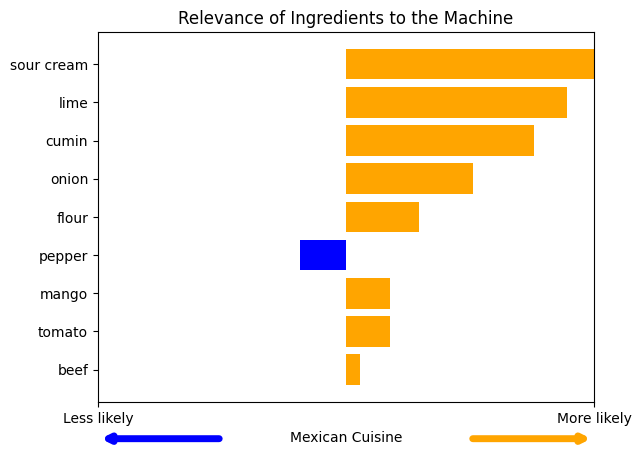 Relevance of Ingredients to the Machine
sour cream
lime
cumin
onion
flour
pepper
mango
tomato
beef
Less likely
More likely
Mexican Cuisine